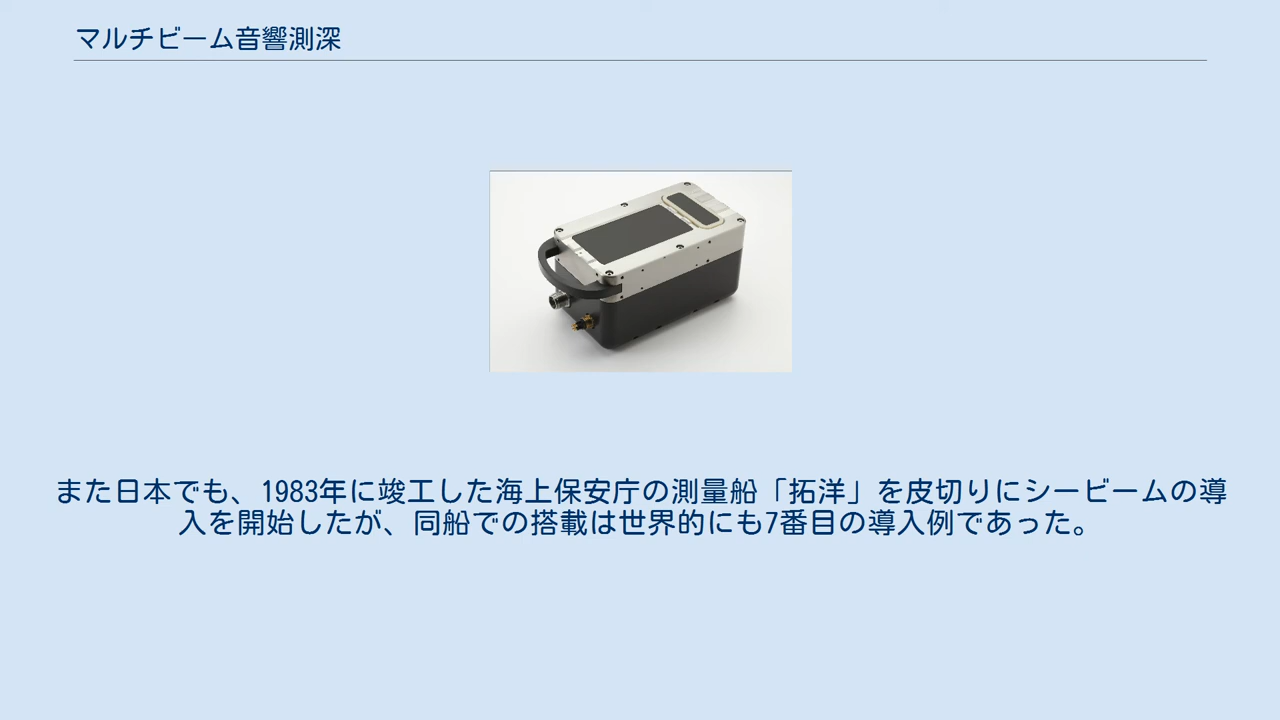 マルチビーム音響測深
また日本でも、1983年に竣工した海上保安庁の測量船「拓洋」を皮切りにシービームの導
入を開始したが、同船での搭載は世界的にも7番目の導入例であった。